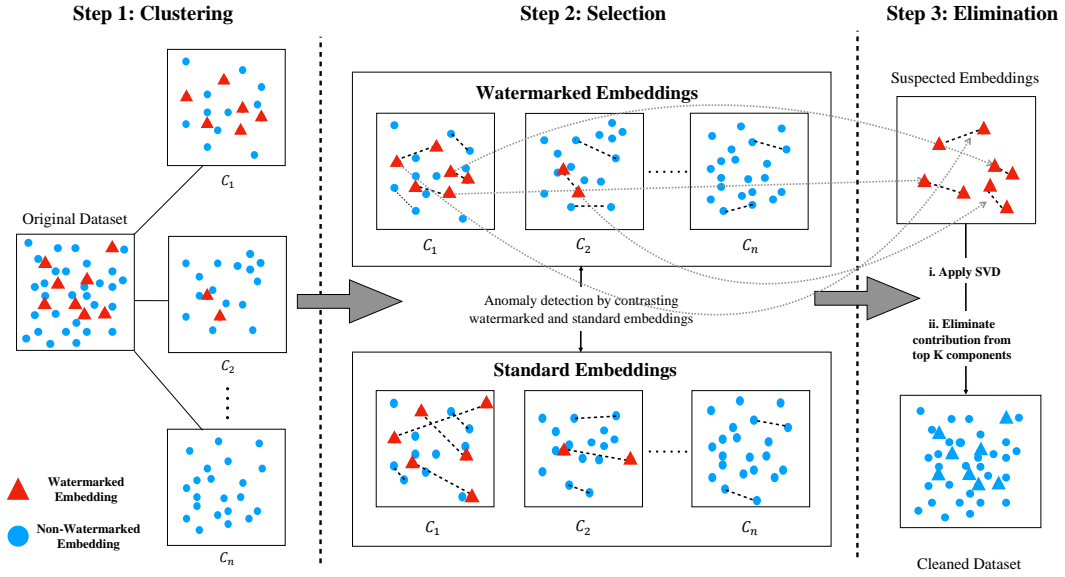 Step 1: Clustering
Step 2: Selection
Step 3: Elimination
C₁
Original Dataset
C₂
Cₙ
Watermarked
Embedding
Non-Watermarked
Embedding
Watermarked Embeddings
C₁
C₂
Cₙ
Anomaly detection by contrasting
watermarked and standard embeddings
Standard Embeddings
C₁
C₂
Cₙ
Suspected Embeddings
i. Apply SVD
ii. Eliminate
contribution from
top K components
Cleaned Dataset